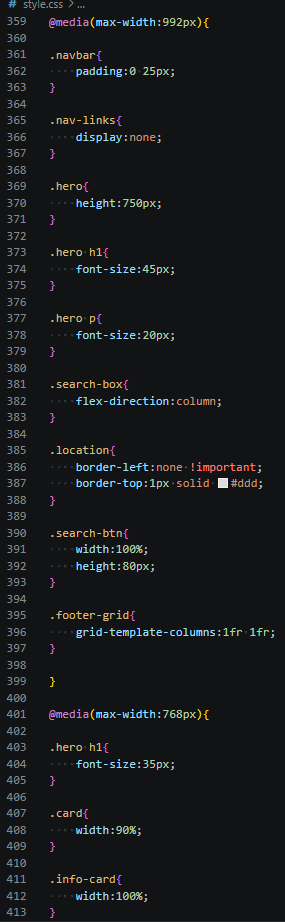 # style.css > ...
359 @media(max-width:992px){
360
361 .navbar{
362 padding:0 25px;
363 }
364
365 .nav-links{
366 display:none;
367 }
368
369 .hero{
370 height:750px;
371 }
372
373 .hero h1{
374 font-size:45px;
375 }
376
377 .hero p{
378 font-size:20px;
379 }
380
381 .search-box{
382 flex-direction:column;
383 }
384
385 .location{
386 border-left:none !important;
387 border-top:1px solid #ddd;
388 }
389
390 .search-btn{
391 width:100%;
392 height:80px;
393 }
394
395 .footer-grid{
396 grid-template-columns:1fr 1fr;
397 }
398
399 }
400
401 @media(max-width:768px){
402
403 .hero h1{
404 font-size:35px;
405 }
406
407 .card{
408 width:90%;
409 }
410
411 .info-card{
412 width:100%;
413 }